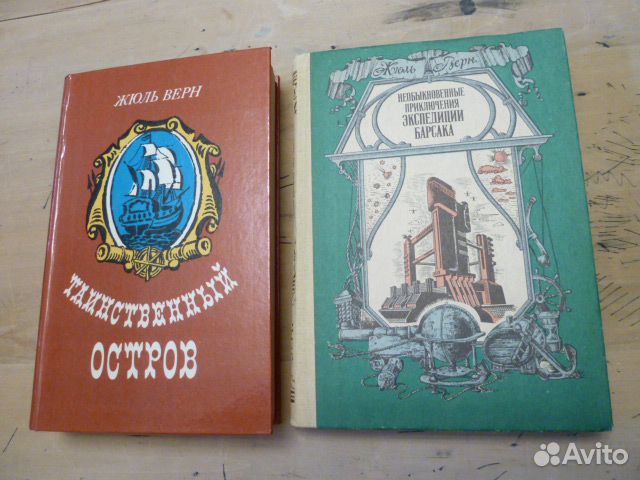 ЖЮЛЬ ВЕРН
ТАИНСТВЕННЫЙ
ОСТРОВ
Жюль Верн
НЕОБЫКНОВЕННЫЕ
ПРИКЛЮЧЕНИЯ
ЭКСПЕДИЦИИ
БАРСАКА
Avito